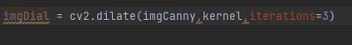 imgDial = cv2.dilate(imgCanny,kernel,iterations=3)